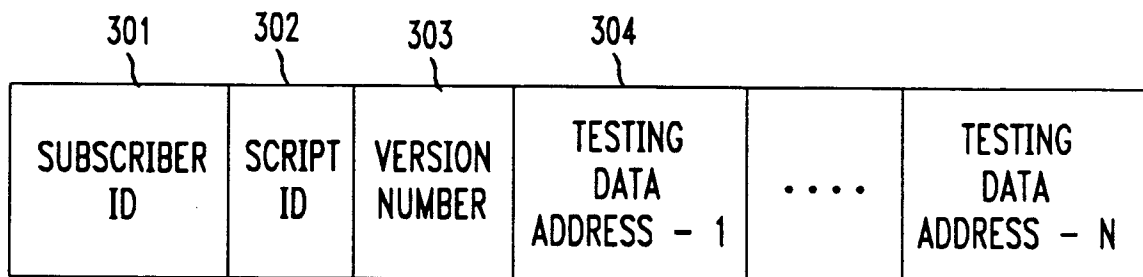 301 302 303 304
SUBSCRIBER ID
SCRIPT ID
VERSION NUMBER
TESTING DATA ADDRESS - 1
....
TESTING DATA ADDRESS - N